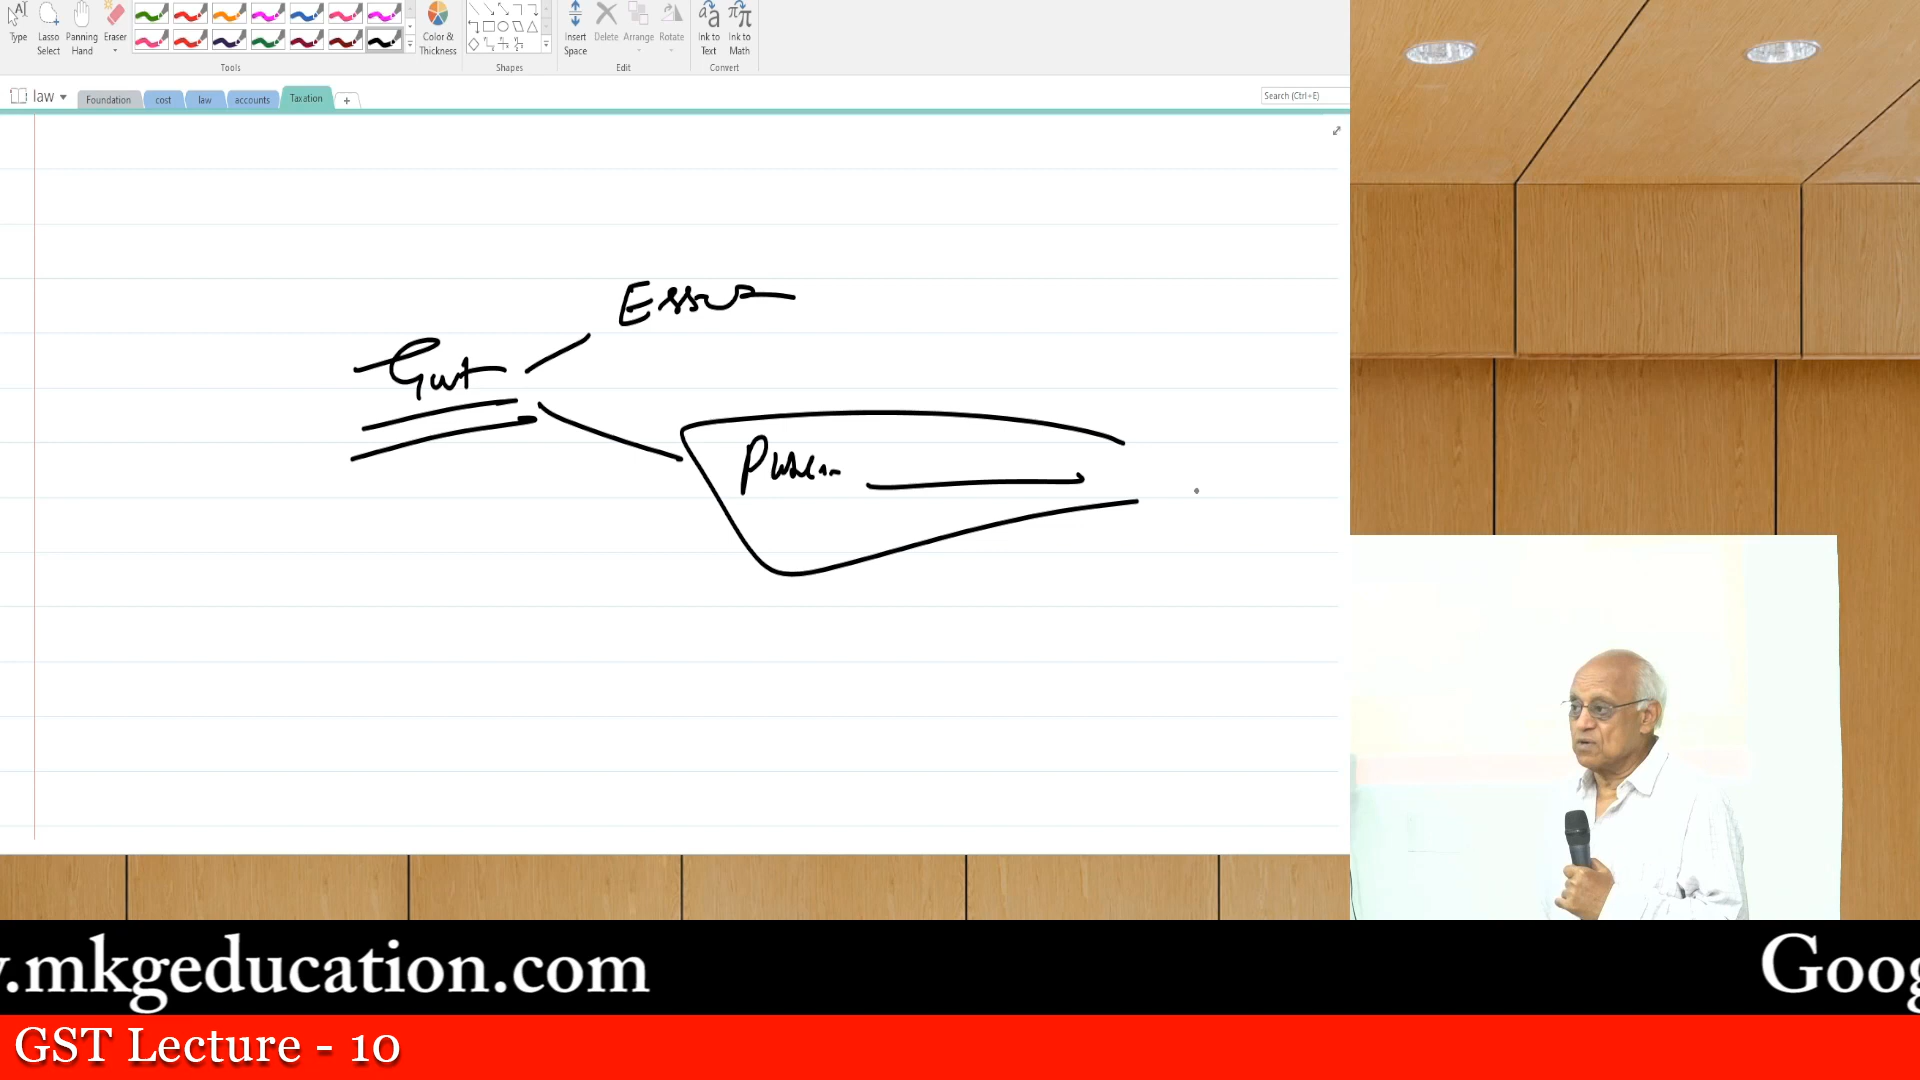 Type
Lasso Select
Panning Hand
Eraser
Color & Thickness
Insert Space
Delete
Arrange
Rotate
Ink to Text
Ink to Math
Tools
Shapes
Edit
Convert
law
Foundation
cost
law
accounts
Taxation
+
Search (Ctrl+E)
Govt
.mkgeducation.com
Goog
GST Lecture - 10